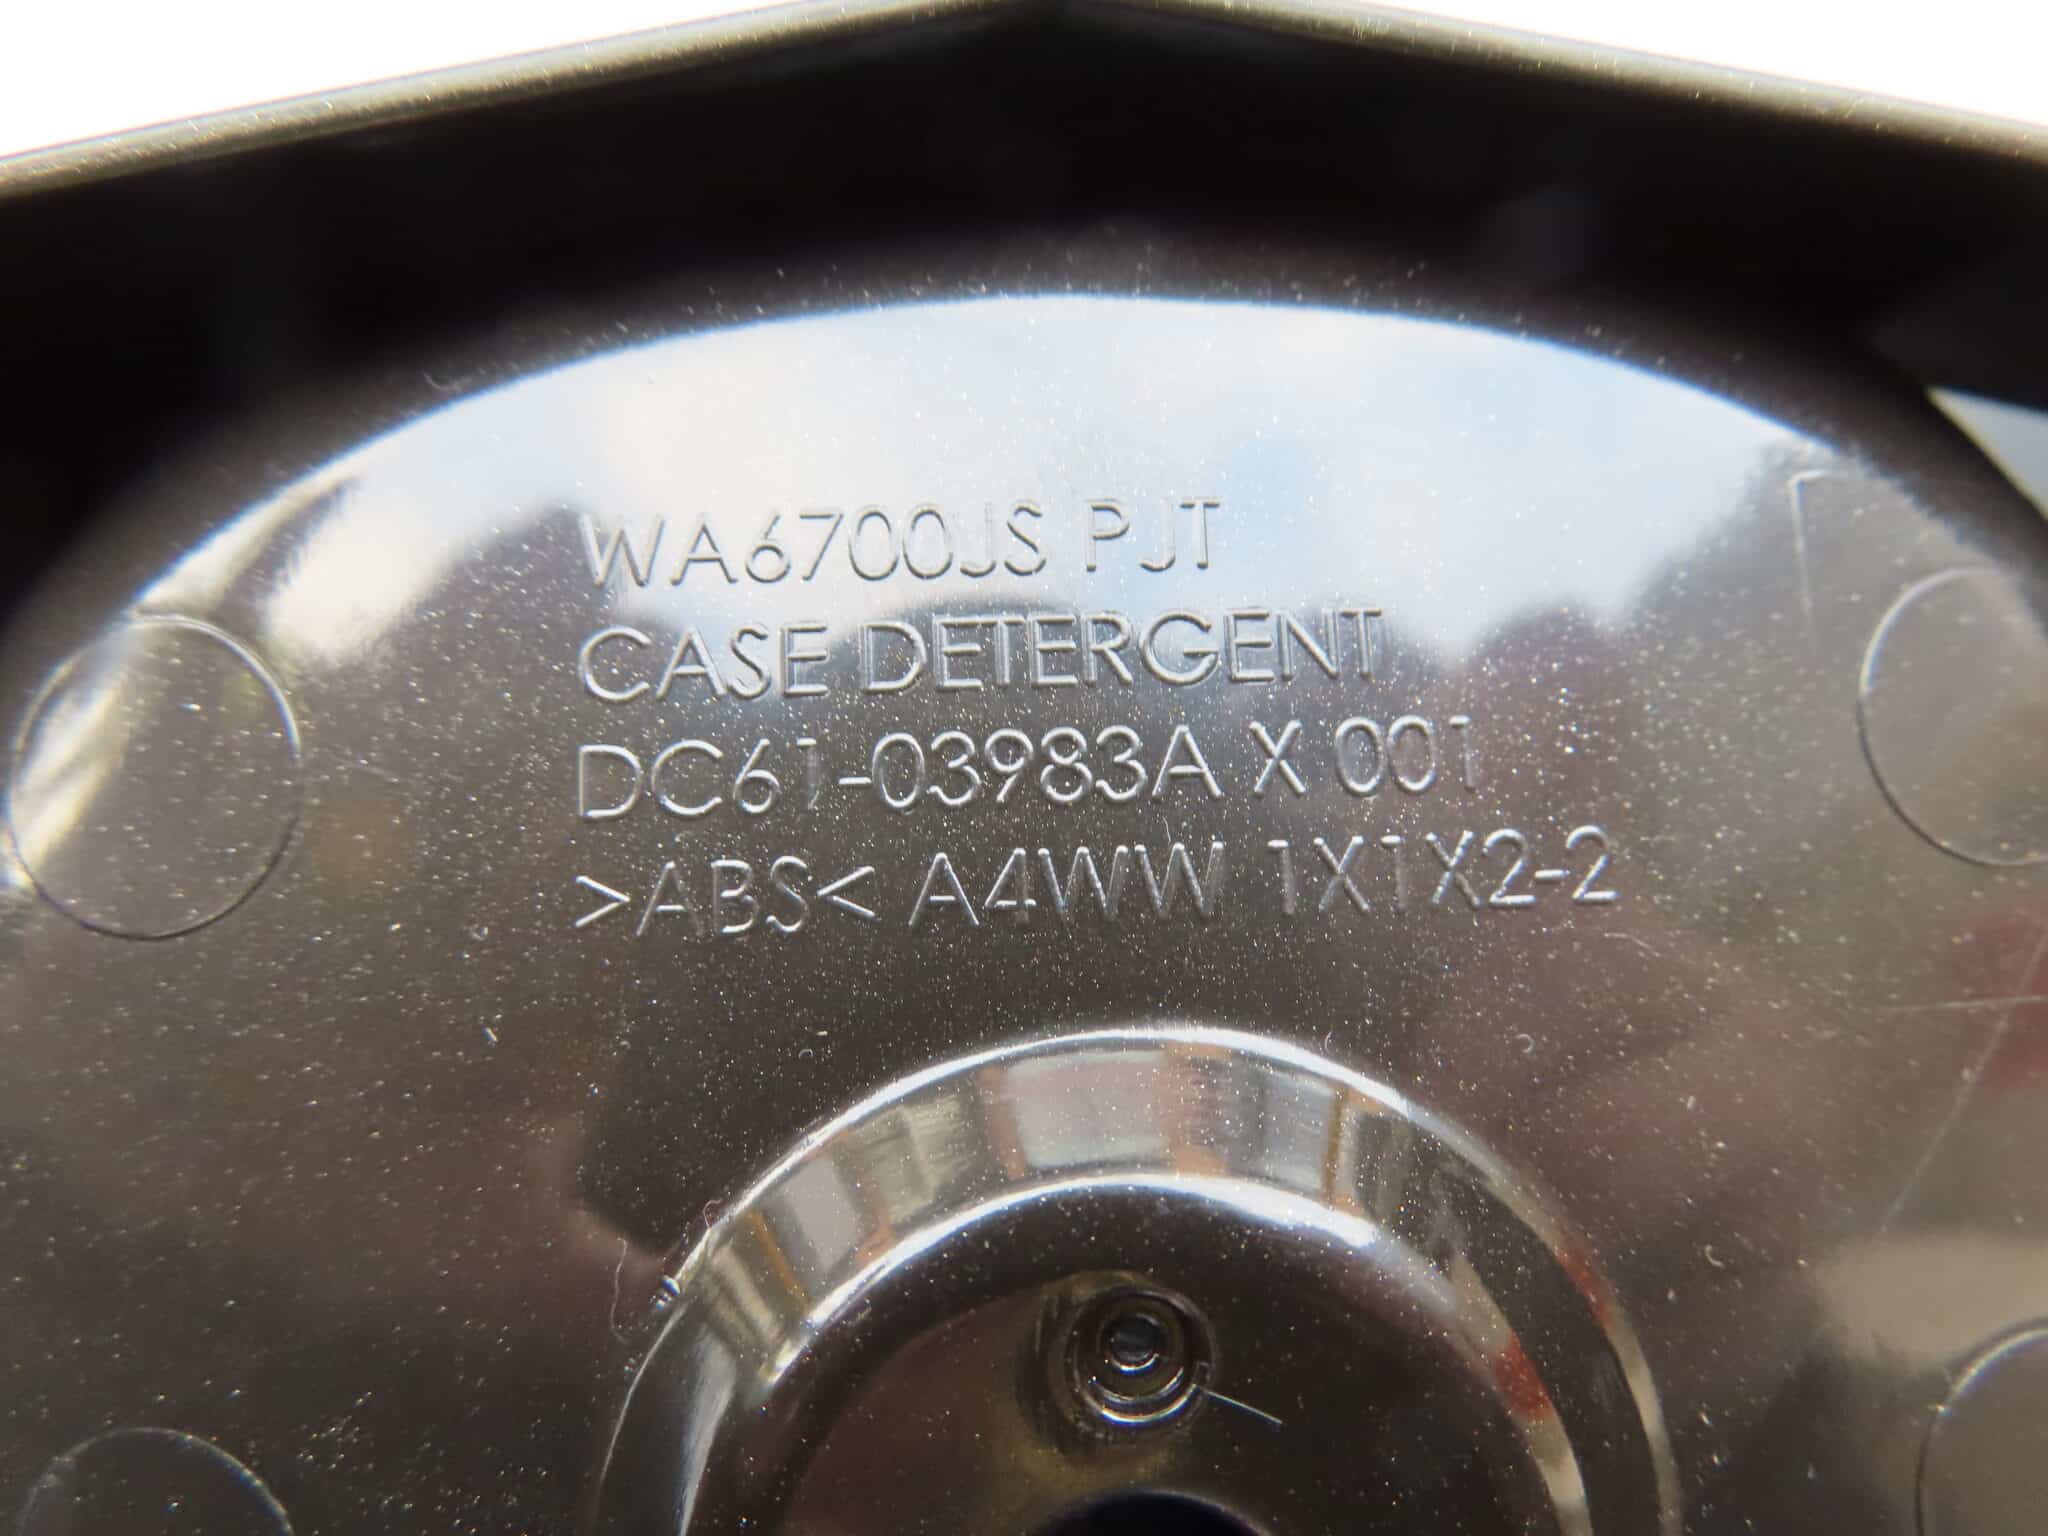 WA6700JS PJT
CASE DETERGENT
DC61-03983A X 001
>ABS< A4WW 1X1X2-2